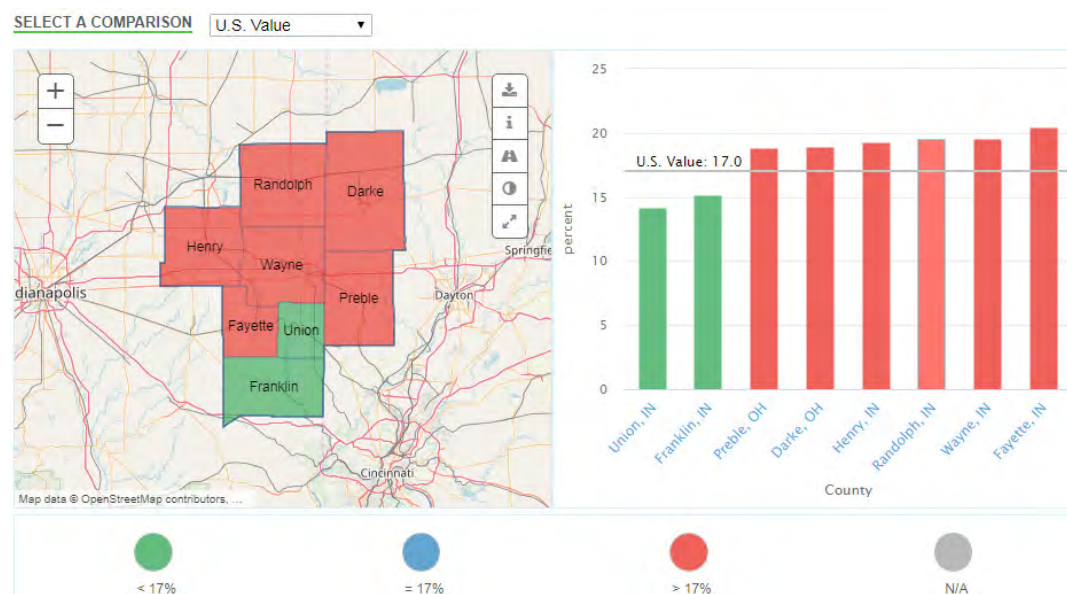 SELECT A COMPARISON
U.S. Value
+
−
i
Randolph
Darke
Henry
Wayne
Springfie
dianapolis
Preble
Dayton
Fayette
Union
Franklin
Cincinnati
Map data © OpenStreetMap contributors, ...
25
20
U.S. Value: 17.0
15
percent
10
5
0
Union, IN
Franklin, IN
Preble, OH
Darke, OH
Henry, IN
Randolph, IN
Wayne, IN
Fayette, IN
County
< 17%
= 17%
> 17%
N/A